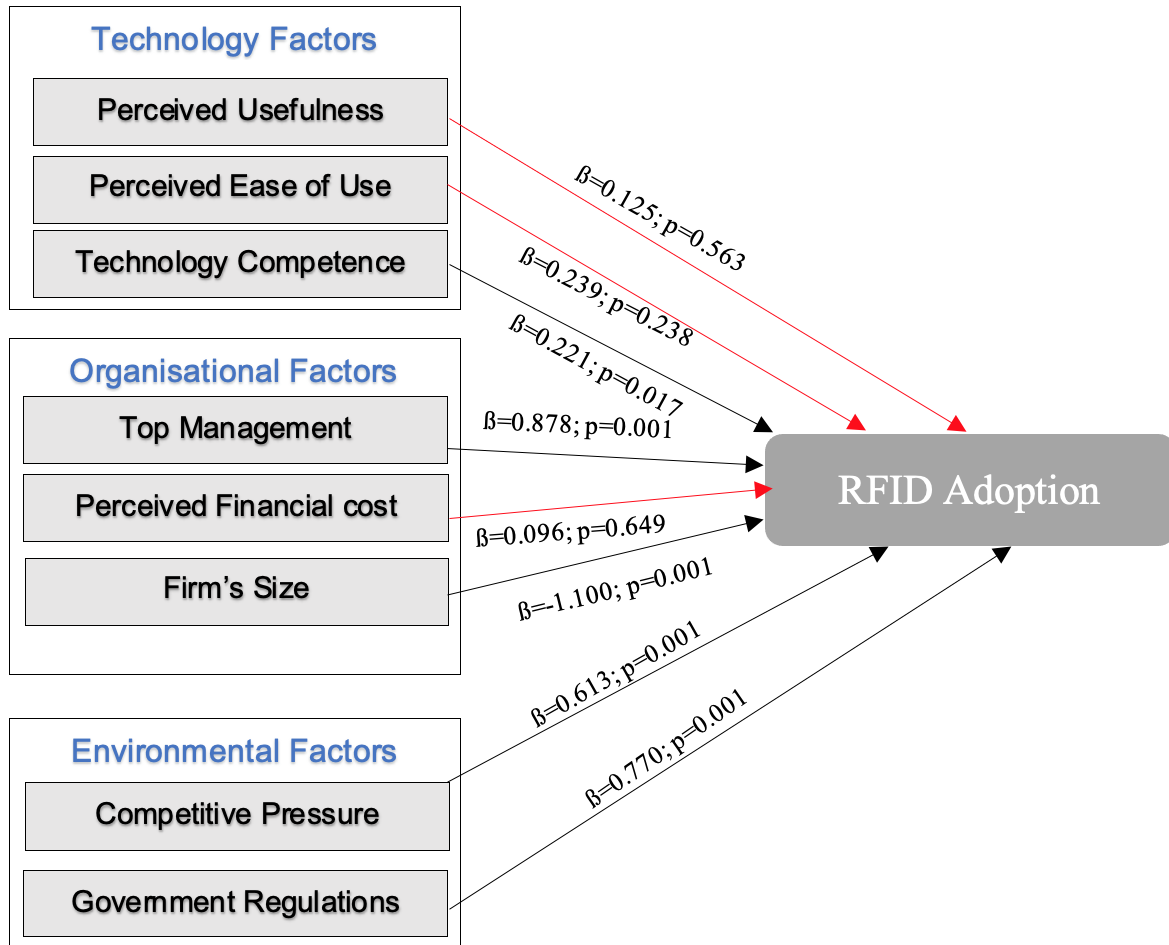 Technology Factors
Perceived Usefulness
Perceived Ease of Use
Technology Competence
ß=0.125; p=0.563
ß=0.239; p=0.238
ß=0.221; p=0.017
Organisational Factors
Top Management
Perceived Financial cost
Firm’s Size
ß=0.878; p=0.001
ß=0.096; p=0.649
ß=-1.100; p=0.001
RFID Adoption
Environmental Factors
Competitive Pressure
Government Regulations
ß=0.613; p=0.001
ß=0.770; p=0.001